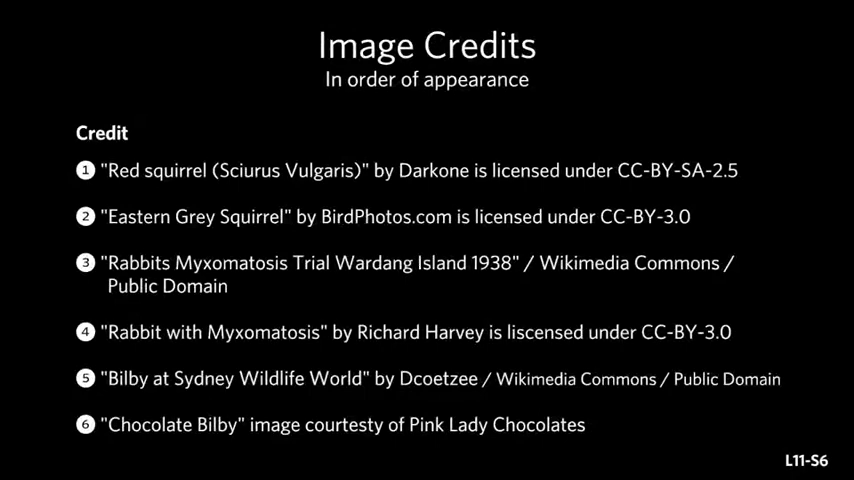 Image Credits
In order of appearance
Credit
1 "Red squirrel (Sciurus Vulgaris)" by Darkone is licensed under CC-BY-SA-2.5
2 "Eastern Grey Squirrel" by BirdPhotos.com is licensed under CC-BY-3.0
3 "Rabbits Myxomatosis Trial Wardang Island 1938" / Wikimedia Commons /
Public Domain
4 "Rabbit with Myxomatosis" by Richard Harvey is liscensed under CC-BY-3.0
5 "Bilby at Sydney Wildlife World" by Dcoetzee / Wikimedia Commons / Public Domain
6 "Chocolate Bilby" image courtesty of Pink Lady Chocolates
L11-S6